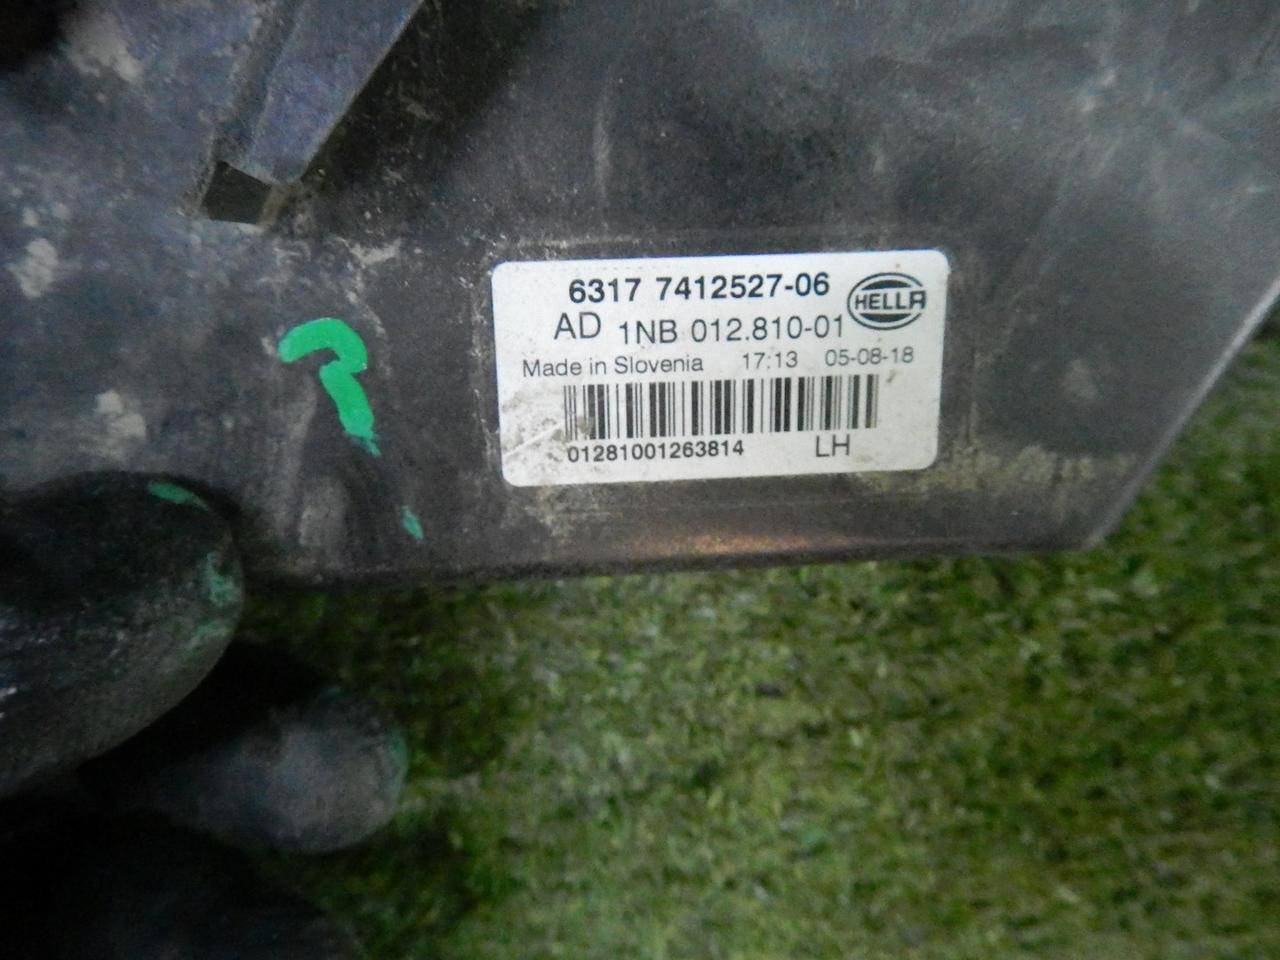 6317 7412527-06
HELLA
AD 1NB 012.810-01
Made in Slovenia 17:13 05-08-18
01281001263814 LH